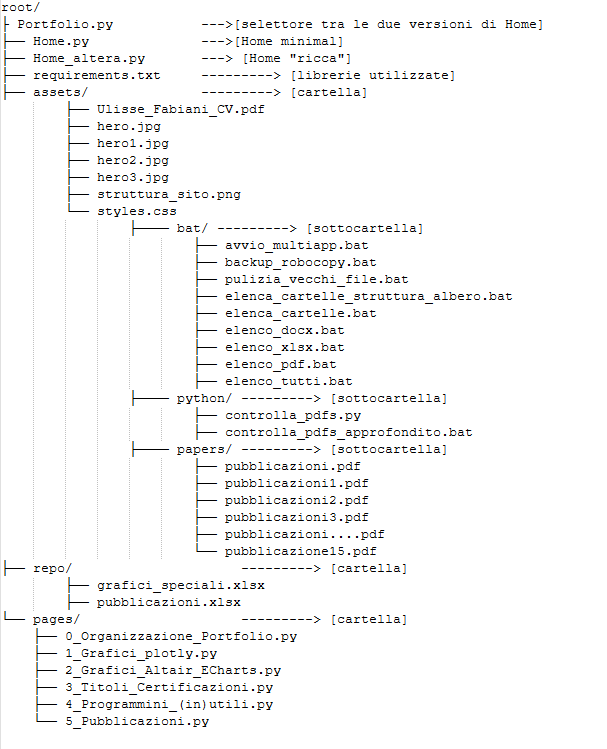 root/
├ Portfolio.py --->[selettore tra le due versioni di Home]
├── Home.py --->[Home minimal]
├── Home_altera.py ---> [Home "ricca"]
├── requirements.txt ---------> [librerie utilizzate]
├── assets/ ---------> [cartella]
├── Ulisse_Fabiani_CV.pdf
├── hero.jpg
├── hero1.jpg
├── hero2.jpg
├── hero3.jpg
├── struttura_sito.png
└── styles.css
├─── bat/ ---------> [sottocartella]
├── avvio_multiapp.bat
├── backup_robocopy.bat
├── pulizia_vecchi_file.bat
├── elenca_cartelle_struttura_albero.bat
├── elenca_cartelle.bat
├── elenco_docx.bat
├── elenco_xlsx.bat
├── elenco_pdf.bat
├── elenco_tutti.bat
├─── python/ ---------> [sottocartella]
├── controlla_pdfs.py
├── controlla_pdfs_approfondito.bat
├─── papers/ ---------> [sottocartella]
├── pubblicazioni.pdf
├── pubblicazioni1.pdf
├── pubblicazioni2.pdf
├── pubblicazioni3.pdf
├── pubblicazioni....pdf
└── pubblicazione15.pdf
├── repo/ ---------> [cartella]
├── grafici_speciali.xlsx
├── pubblicazioni.xlsx
└── pages/ ---------> [cartella]
├── 0_Organizzazione_Portfolio.py
├── 1_Grafici_plotly.py
├── 2_Grafici_Altair_ECharts.py
├── 3_Titoli_Certificazioni.py
├── 4_Programmini_(in)utili.py
└── 5_Pubblicazioni.py